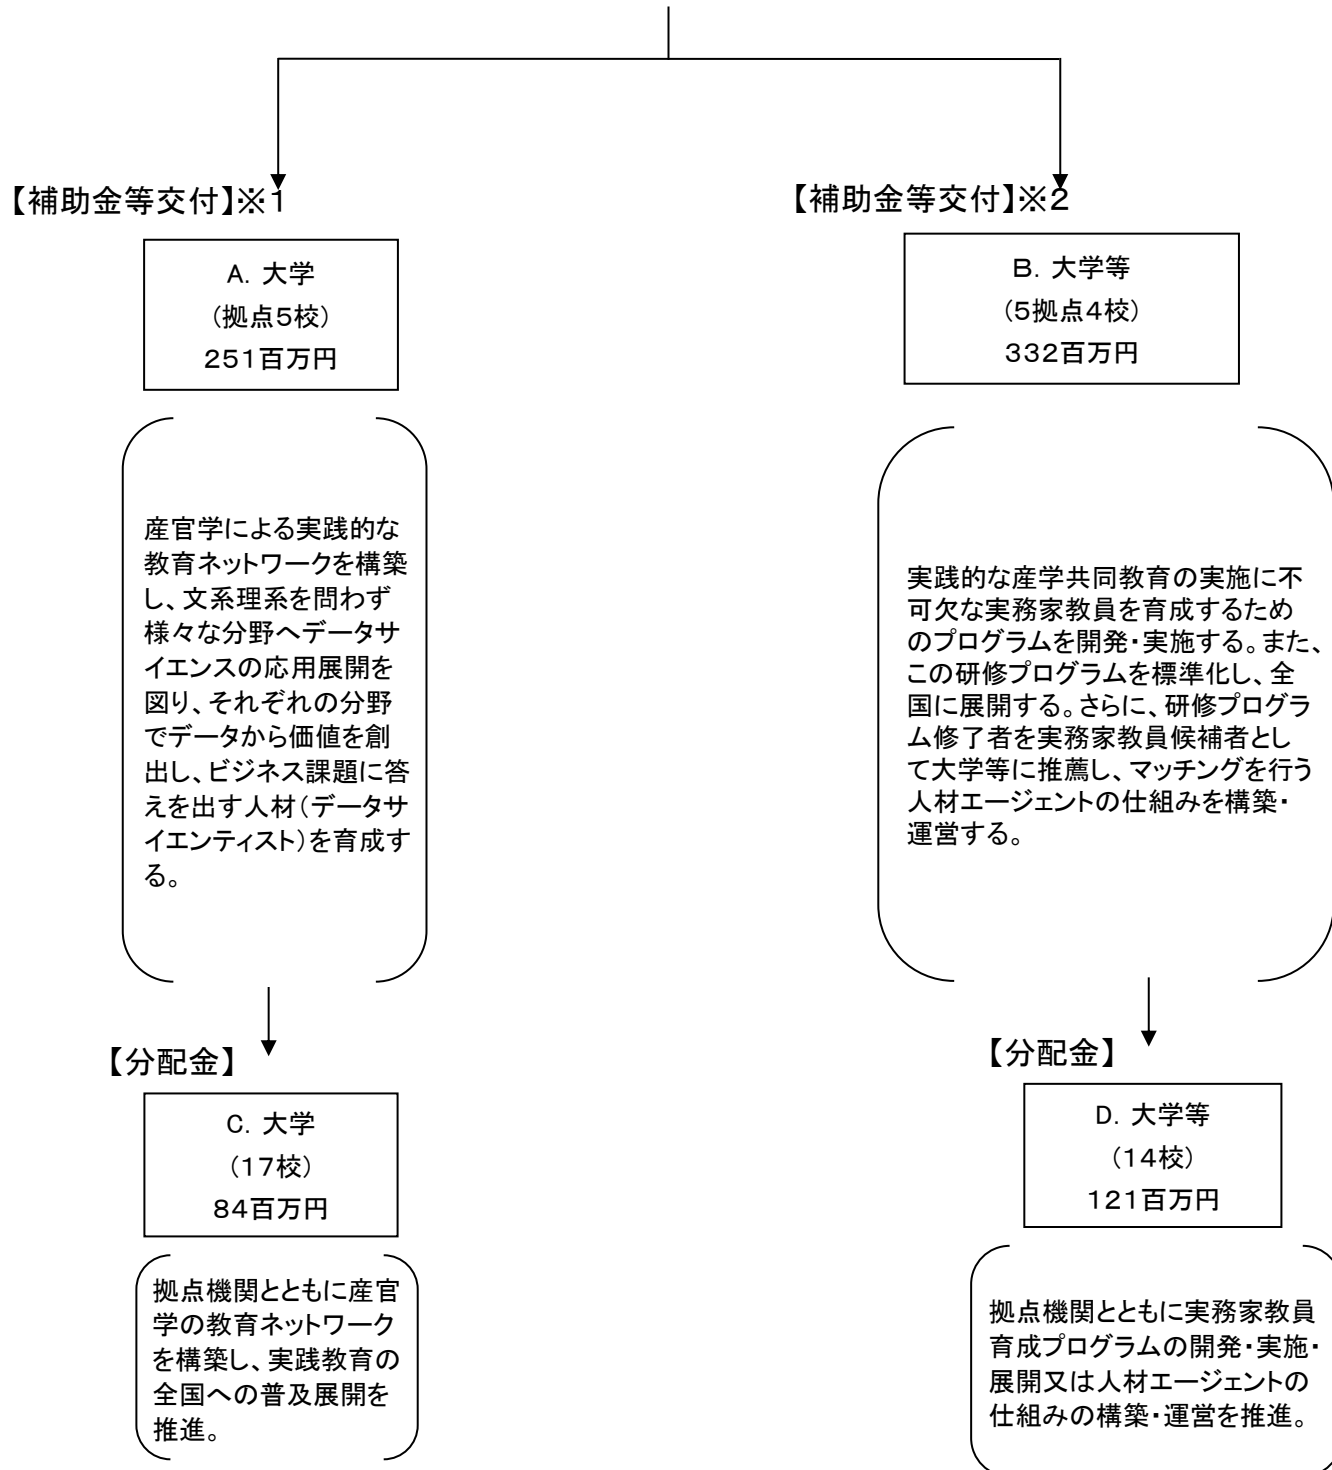 【補助金等交付】※1
A. 大学
(拠点5校)
251百万円
産官学による実践的な
教育ネットワークを構築
し、文系理系を問わず
様々な分野へデータサ
イエンスの応用展開を
図り、それぞれの分野
でデータから価値を創
出し、ビジネス課題に答
えを出す人材(データサ
イエンティスト)を育成す
る。
【分配金】
C. 大学
(17校)
84百万円
拠点機関とともに産官
学の教育ネットワーク
を構築し、実践教育の
全国への普及展開を
推進。
【補助金等交付】※2
B. 大学等
(5拠点4校)
332百万円
実践的な産学共同教育の実施に不
可欠な実務家教員を育成するため
のプログラムを開発・実施する。また、
この研修プログラムを標準化し、全
国に展開する。さらに、研修プログラ
ム修了者を実務家教員候補者とし
て大学等に推薦し、マッチングを行う
人材エージェントの仕組みを構築・
運営する。
【分配金】
D. 大学等
(14校)
121百万円
拠点機関とともに実務家教員
育成プログラムの開発・実施・
展開又は人材エージェントの
仕組みの構築・運営を推進。